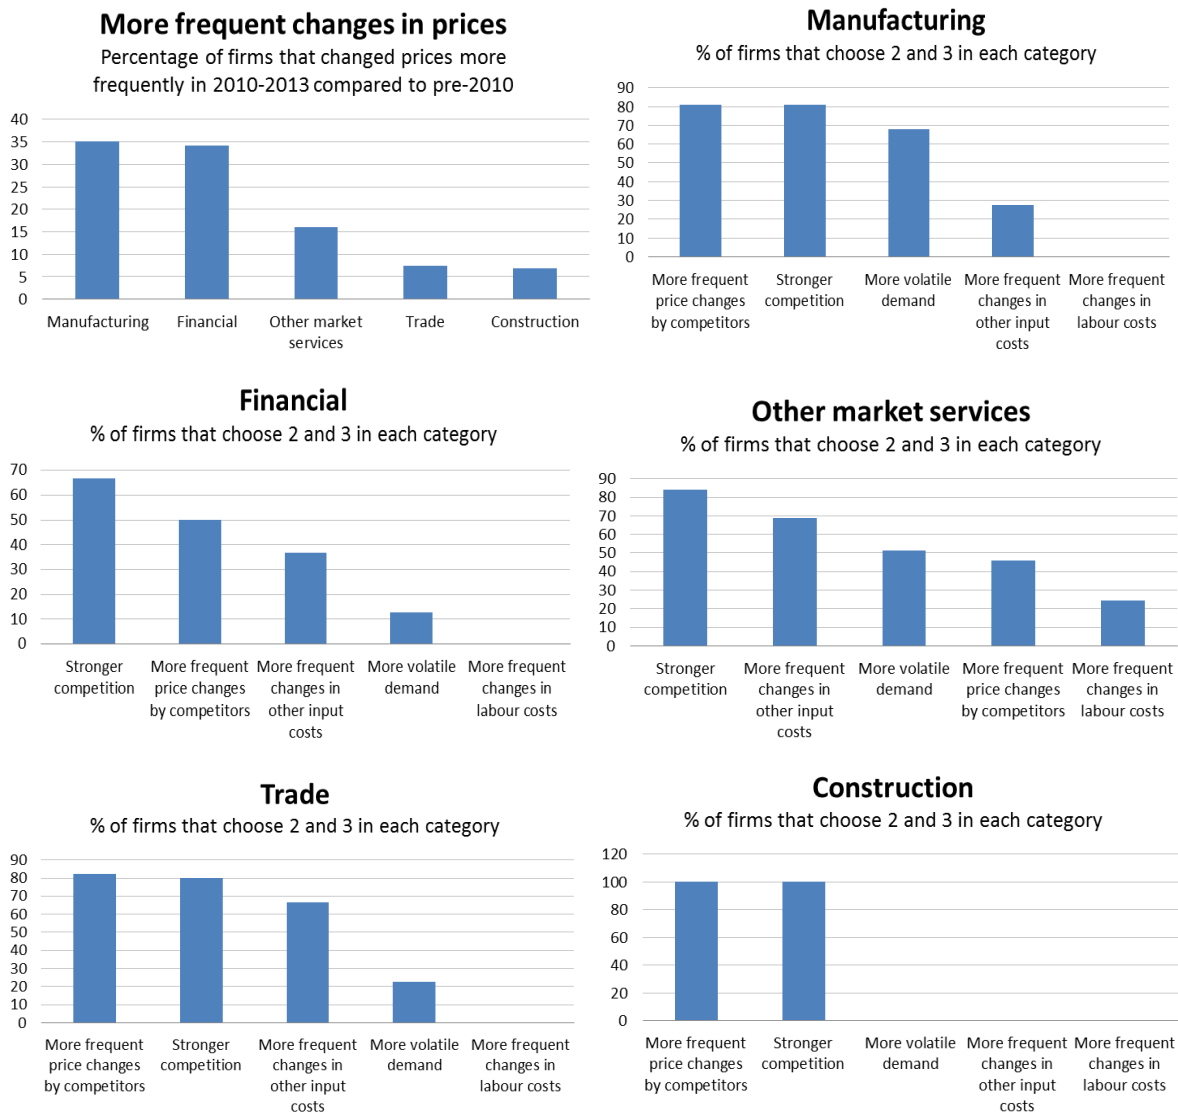 More frequent changes in prices
Percentage of firms that changed prices more
frequently in 2010-2013 compared to pre-2010
40
35
30
25
20
15
10
5
0
Manufacturing
Financial
Other market
services
Trade
Construction
Manufacturing
% of firms that choose 2 and 3 in each category
90
80
70
60
50
40
30
20
10
0
More frequent
price changes
by competitors
Stronger
competition
More volatile
demand
More frequent
changes in
other input
costs
More frequent
changes in
labour costs
Financial
% of firms that choose 2 and 3 in each category
70
60
50
40
30
20
10
0
Stronger
competition
More frequent
price changes
by competitors
More frequent
changes in
other input
costs
More volatile
demand
More frequent
changes in
labour costs
Other market services
% of firms that choose 2 and 3 in each category
90
80
70
60
50
40
30
20
10
0
Stronger
competition
More frequent
changes in
other input
costs
More volatile
demand
More frequent
price changes
by competitors
More frequent
changes in
labour costs
Trade
% of firms that choose 2 and 3 in each category
90
80
70
60
50
40
30
20
10
0
More frequent
price changes
by competitors
Stronger
competition
More frequent
changes in
other input
costs
More volatile
demand
More frequent
changes in
labour costs
Construction
% of firms that choose 2 and 3 in each category
120
100
80
60
40
20
0
More frequent
price changes
by competitors
Stronger
competition
More volatile
demand
More frequent
changes in
other input
costs
More frequent
changes in
labour costs